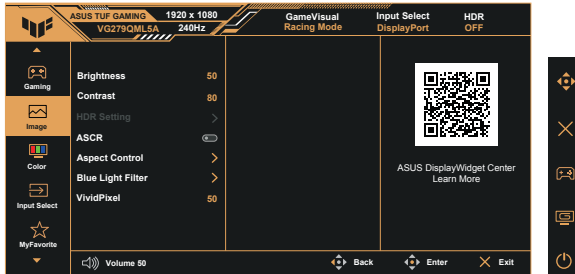 ASUS TUF GAMING 1920 x 1080
VG279QML5A 240Hz
GameVisual
Racing Mode
Input Select
DisplayPort
HDR
OFF
Gaming
Image
Color
Input Select
MyFavorite
Brightness 50
Contrast 80
HDR Setting
ASCR
Aspect Control
Blue Light Filter
VividPixel 50
ASUS DisplayWidget Center
Learn More
Volume 50
Back
Enter
Exit